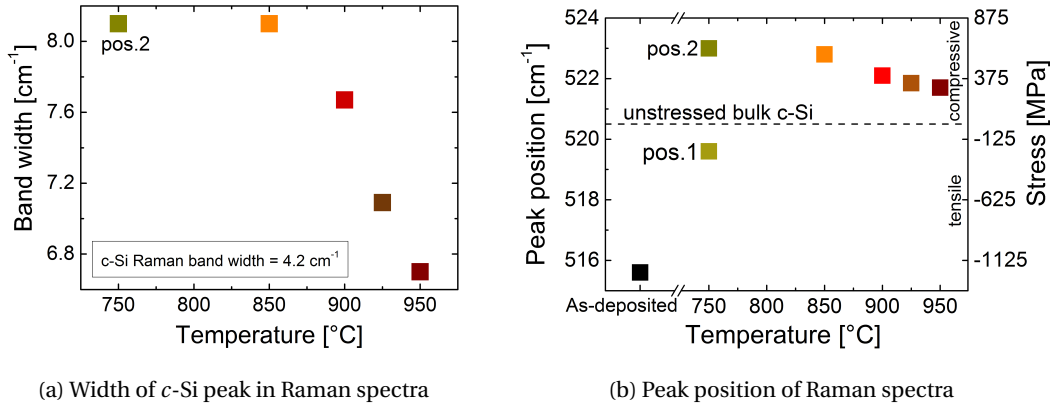 8.0
7.6
7.2
6.8
Band width [cm⁻¹]
pos.2
c-Si Raman band width = 4.2 cm⁻¹
750 800 850 900 950
Temperature [°C]
(a) Width of c-Si peak in Raman spectra
524
522
520
518
516
Peak position [cm⁻¹]
pos.2
unstressed bulk c-Si
pos.1
compressive
tensile
875
375
-125
-625
-1125
Stress [MPa]
As-deposited 750 800 850 900 950
Temperature [°C]
(b) Peak position of Raman spectra